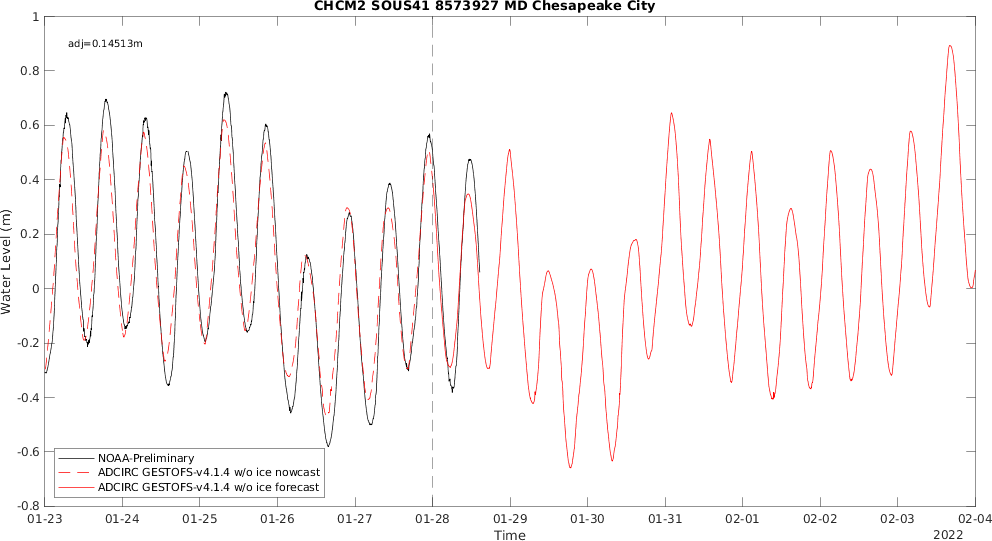 CHCM2 SOUS41 8573927 MD Chesapeake City
adj=0.14513m
1
0.8
0.6
0.4
0.2
0
-0.2
-0.4
-0.6
-0.8
Water Level (m)
NOAA-Preliminary
ADCIRC GESTOFS-v4.1.4 w/o ice nowcast
ADCIRC GESTOFS-v4.1.4 w/o ice forecast
01-23 01-24 01-25 01-26 01-27 01-28 01-29 01-30 01-31 02-01 02-02 02-03 02-04
Time
2022